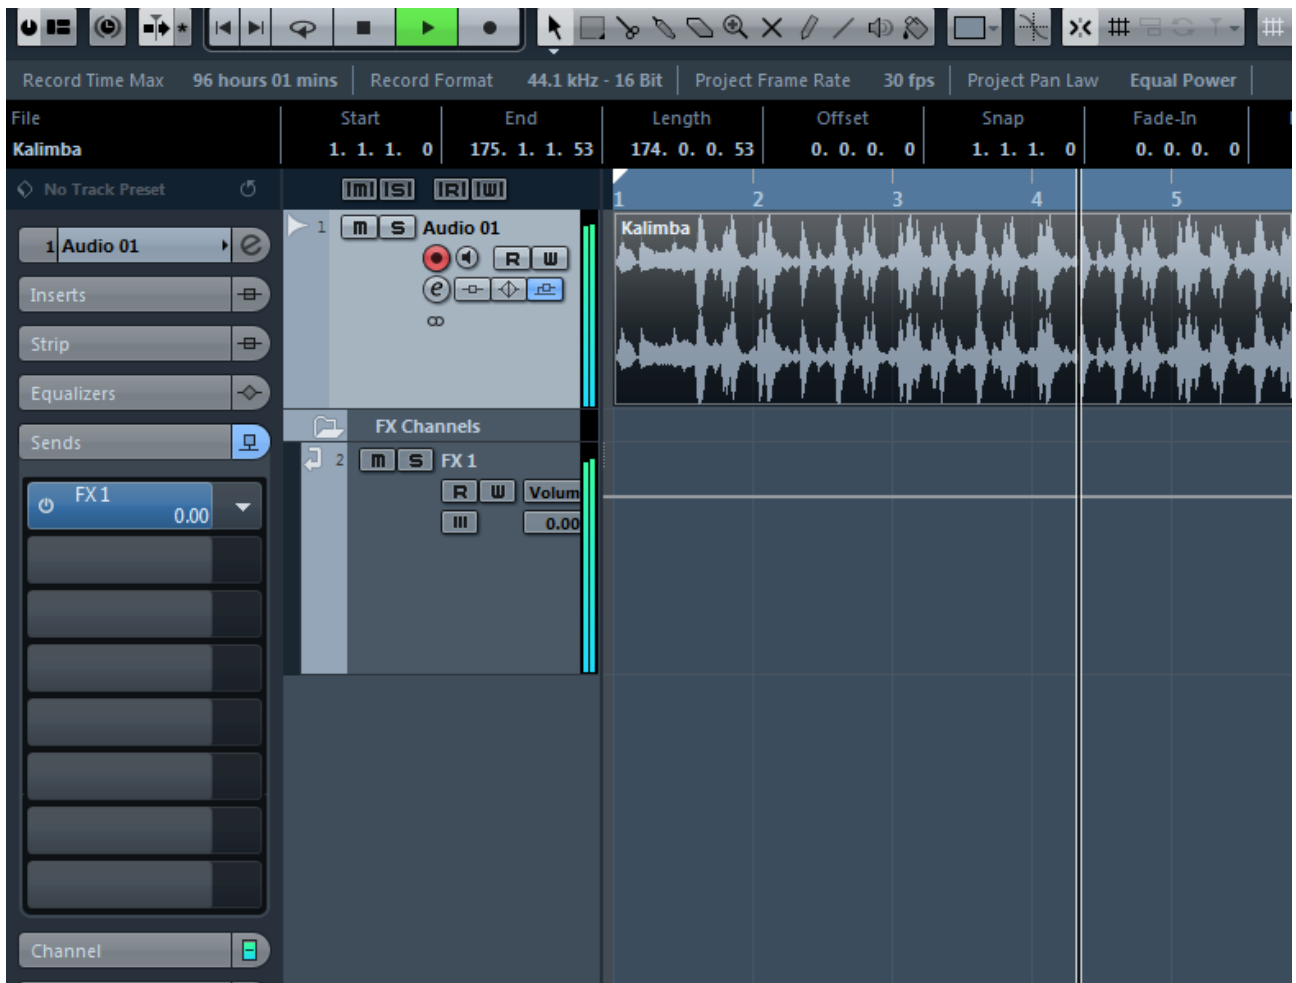 Record Time Max 96 hours 01 mins Record Format 44.1 kHz - 16 Bit Project Frame Rate 30 fps Project Pan Law Equal Power
File Start End Length Offset Snap Fade-In
Kalimba 1. 1. 1. 0 175. 1. 1. 53 174. 0. 0. 53 0. 0. 0. 0 1. 1. 1. 0 0. 0. 0. 0
No Track Preset m S R W
1 2 3 4 5
1 m S Audio 01
Kalimba
1 Audio 01 e
R W
Inserts
e
Strip
Equalizers
FX Channels
Sends
2 m S FX 1
R W Volum
FX 1
0.00
0.00
Channel